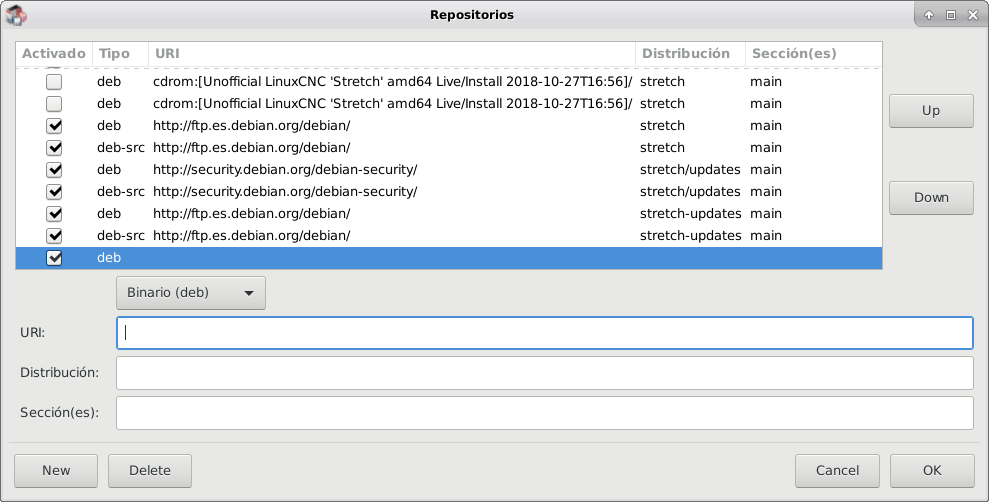 Repositorios
Activado Tipo URI Distribución Sección(es)
deb cdrom:[Unofficial LinuxCNC 'Stretch' amd64 Live/Install 2018-10-27T16:56]/ stretch main
deb cdrom:[Unofficial LinuxCNC 'Stretch' amd64 Live/Install 2018-10-27T16:56]/ stretch main
deb http://ftp.es.debian.org/debian/ stretch main
deb-src http://ftp.es.debian.org/debian/ stretch main
deb http://security.debian.org/debian-security/ stretch/updates main
deb-src http://security.debian.org/debian-security/ stretch/updates main
deb http://ftp.es.debian.org/debian/ stretch-updates main
deb-src http://ftp.es.debian.org/debian/ stretch-updates main
deb
Up
Down
Binario (deb)
URI:
Distribución:
Sección(es):
New Delete Cancel OK